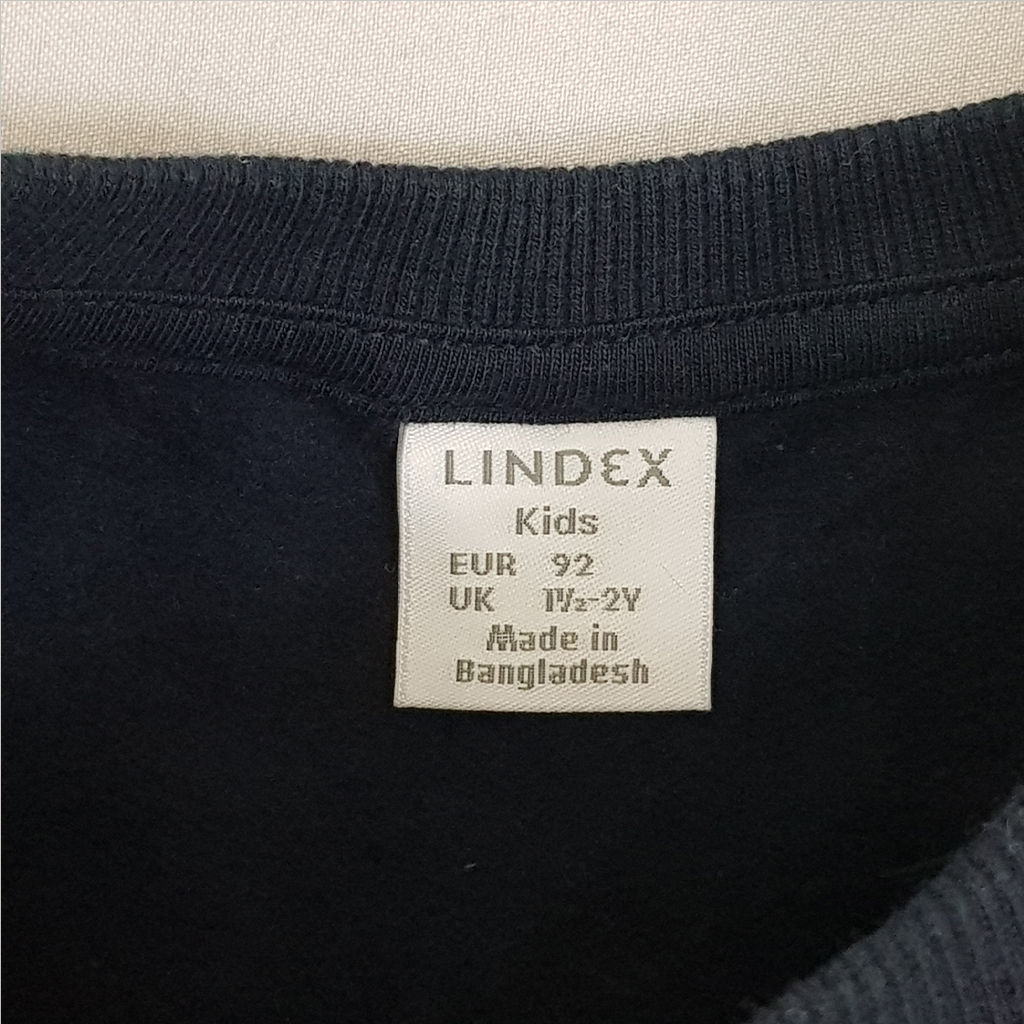 LINDEX
Kids
EUR 92
UK 1½-2Y
Made in
Bangladesh